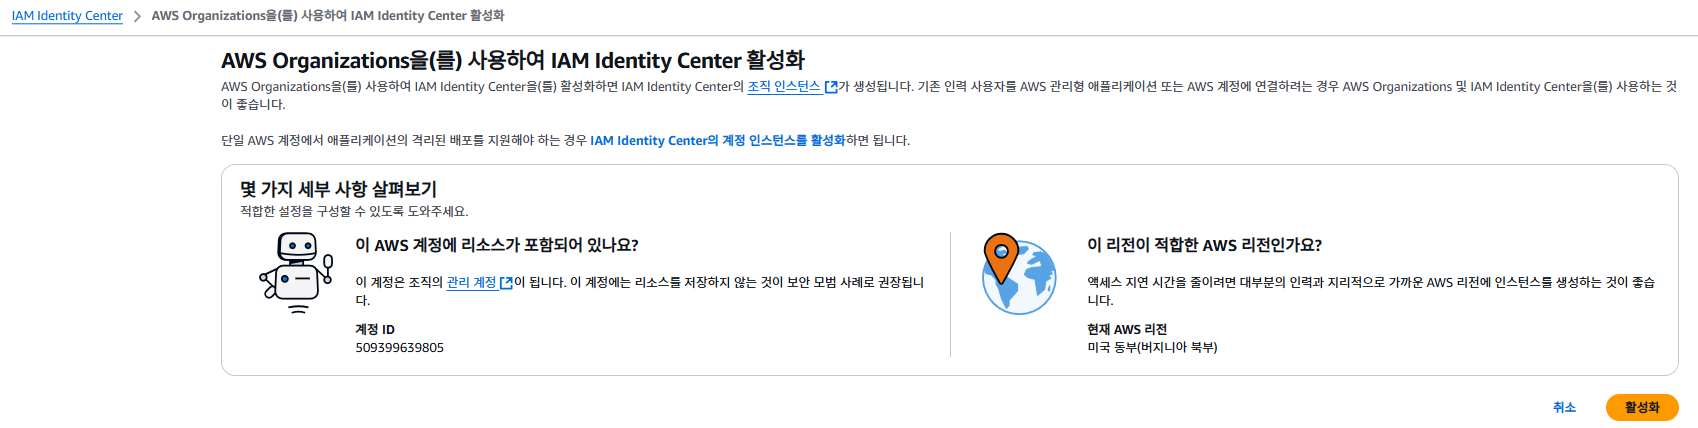 IAM Identity Center > AWS Organizations을(를) 사용하여 IAM Identity Center 활성화
AWS Organizations을(를) 사용하여 IAM Identity Center 활성화
AWS Organizations을(를) 사용하여 IAM Identity Center을(를) 활성화하면 IAM Identity Center의 조직 인스턴스 가 생성됩니다. 기존 인력 사용자를 AWS 관리형 애플리케이션 또는 AWS 계정에 연결하려는 경우 AWS Organizations 및 IAM Identity Center을(를) 사용하는 것
이 좋습니다.
단일 AWS 계정에서 애플리케이션의 격리된 배포를 지원해야 하는 경우 IAM Identity Center의 계정 인스턴스를 활성화하면 됩니다.
몇 가지 세부 사항 살펴보기
적합한 설정을 구성할 수 있도록 도와주세요.
이 AWS 계정에 리소스가 포함되어 있나요?
이 계정은 조직의 관리 계정 이 됩니다. 이 계정에는 리소스를 저장하지 않는 것이 보안 모범 사례로 권장됩니
다.
계정 ID
509399639805
이 리전이 적합한 AWS 리전인가요?
액세스 지연 시간을 줄이려면 대부분의 인력과 지리적으로 가까운 AWS 리전에 인스턴스를 생성하는 것이 좋습
니다.
현재 AWS 리전
미국 동부(버지니아 북부)
취소
활성화